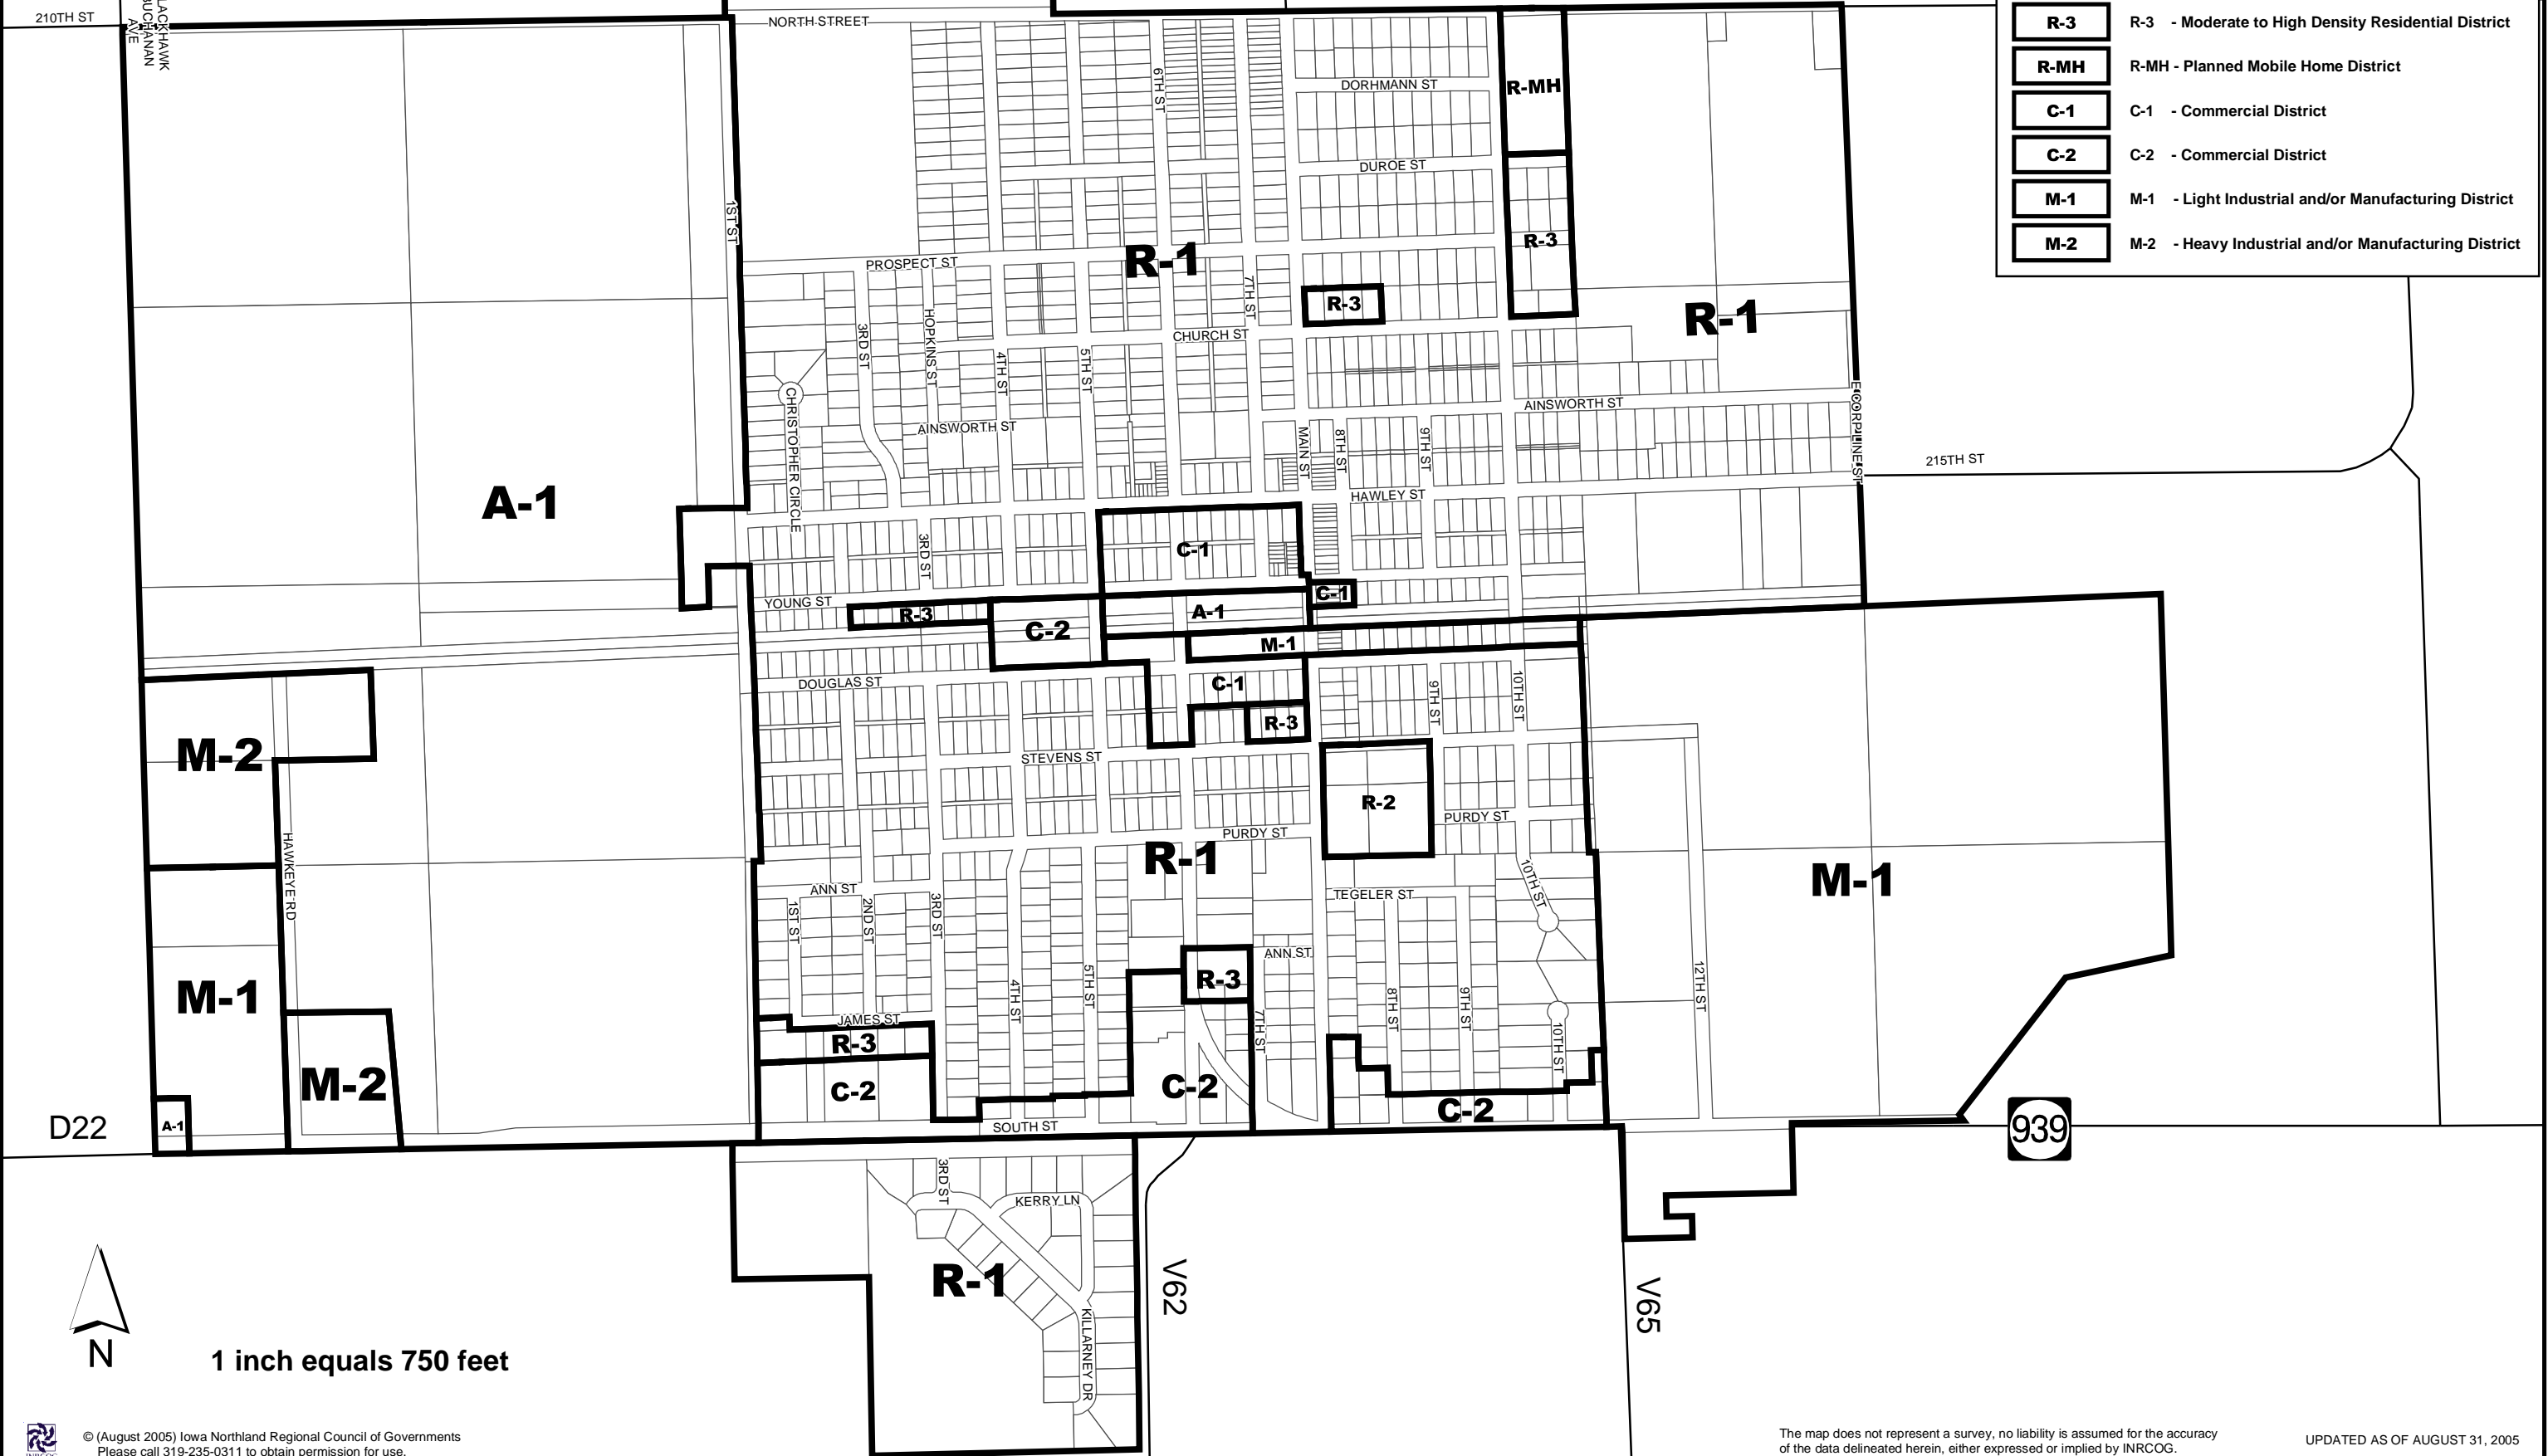 210TH ST
BLACKHAWK
BUCHANAN
AVE
NORTH STREET
6TH ST
DORHMANN ST
R-MH
R-3
R-3 - Moderate to High Density Residential District
R-MH
R-MH - Planned Mobile Home District
C-1
C-1 - Commercial District
C-2
C-2 - Commercial District
M-1
M-1 - Light Industrial and/or Manufacturing District
M-2
M-2 - Heavy Industrial and/or Manufacturing District
DUROE ST
1ST ST
R-1
R-3
PROSPECT ST
7TH ST
R-3
R-1
3RD ST
HOPKINS ST
CHURCH ST
4TH ST
5TH ST
CHRISTOPHER CIRCLE
AINSWORTH ST
AINSWORTH ST
E CORP LINE ST
MAIN ST
8TH ST
9TH ST
215TH ST
A-1
HAWLEY ST
3RD ST
C-1
YOUNG ST
R-3
C-2
A-1
C-1
M-1
DOUGLAS ST
C-1
9TH ST
10TH ST
R-3
M-2
STEVENS ST
R-2
PURDY ST
PURDY ST
HAWKEYE RD
R-1
M-1
ANN ST
10TH ST
TEGELER ST
1ST ST
2ND ST
3RD ST
ANN ST
M-1
4TH ST
5TH ST
R-3
12TH ST
7TH ST
8TH ST
9TH ST
10TH ST
JAMES ST
R-3
M-2
C-2
C-2
C-2
D22
A-1
SOUTH ST
939
3RD ST
KERRY LN
R-1
V62
V65
KILLARNEY DR
N
1 inch equals 750 feet
INRCOG
© (August 2005) Iowa Northland Regional Council of Governments
Please call 319-235-0311 to obtain permission for use.
The map does not represent a survey, no liability is assumed for the accuracy
of the data delineated herein, either expressed or implied by INRCOG.
UPDATED AS OF AUGUST 31, 2005